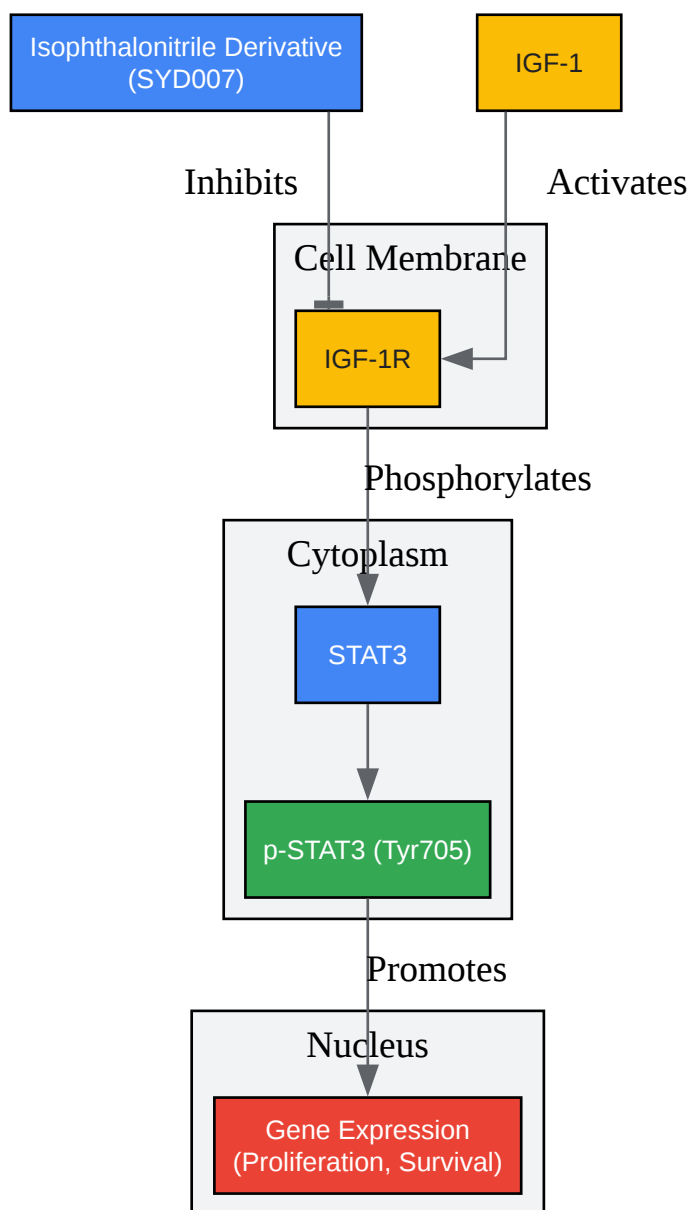 Isophthalonitrile Derivative
(SYD007)
IGF-1
Inhibits
Activates
Cell Membrane
IGF-1R
Phosphorylates
Cytoplasm
STAT3
p-STAT3 (Tyr705)
Promotes
Nucleus
Gene Expression
(Proliferation, Survival)